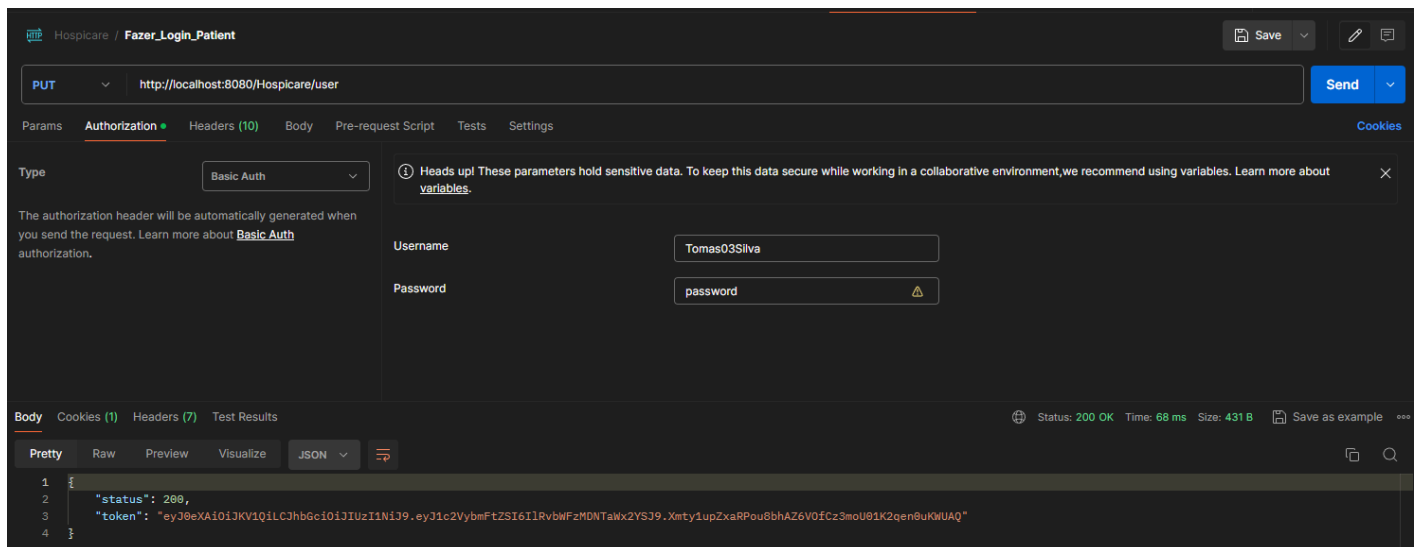 HTTP Hospicare / Fazer_Login_Patient Save
PUT http://localhost:8080/Hospicare/user Send
Params Authorization Headers (10) Body Pre-request Script Tests Settings Cookies
Type Basic Auth
The authorization header will be automatically generated when
you send the request. Learn more about Basic Auth
authorization.
Heads up! These parameters hold sensitive data. To keep this data secure while working in a collaborative environment,we recommend using variables. Learn more about
variables.
Username Tomas03Silva
Password password
Body Cookies (1) Headers (7) Test Results Status: 200 OK Time: 68 ms Size: 431 B Save as example
Pretty Raw Preview Visualize JSON
1 {
2 "status": 200,
3 "token": "eyJ0eXAiOiJKV1QiLCJhbGciOiJIUzI1NiJ9.eyJ1c2VybmFtZSI6IlRvbWFzMDNTaWx2YSJ9.Xmty1upZxaRPou8bhAZ6VOfCz3moU01K2qen0uKWUAQ"
4 }